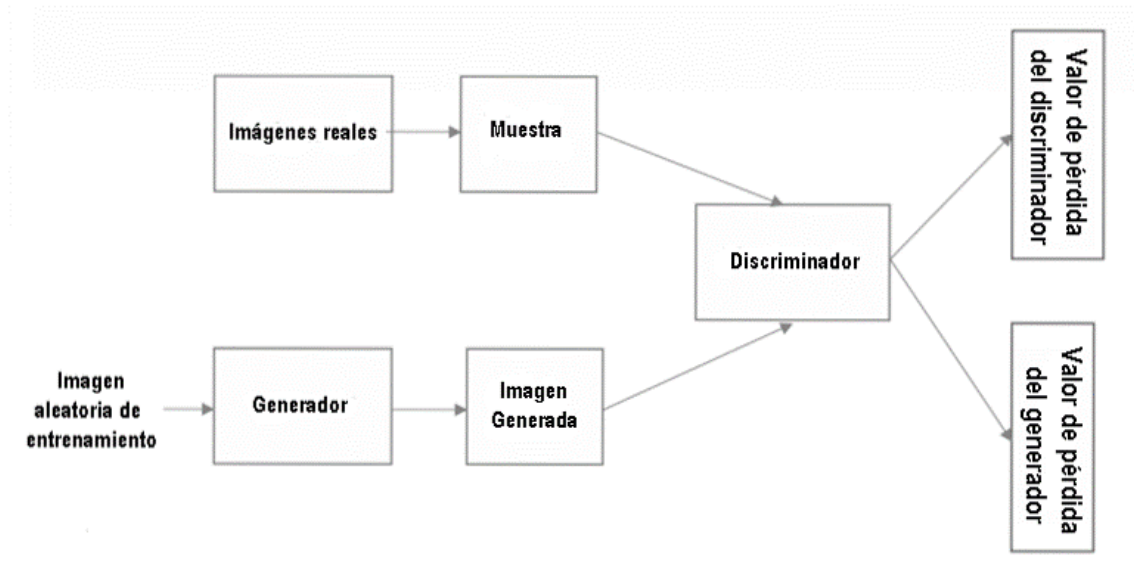 Imágenes reales
Muestra
Valor de pérdida
del discriminador
Discriminador
Imagen
aleatoria de
entrenamiento
Generador
Imagen
Generada
Valor de pérdida
del generador